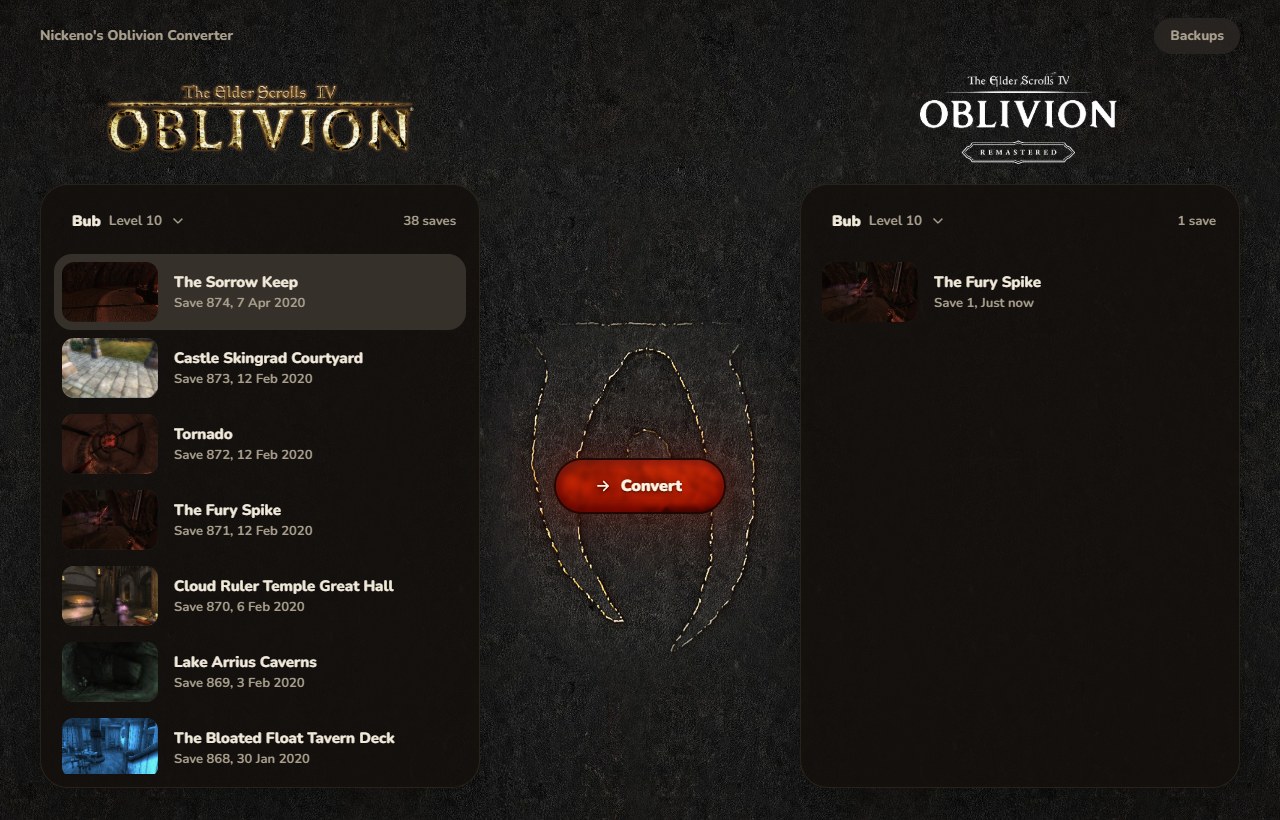 Nickeno's Oblivion Converter
Backups
The Elder Scrolls IV
OBLIVION
The Elder Scrolls IV
OBLIVION
REMASTERED
Bub Level 10
38 saves
The Sorrow Keep
Save 874, 7 Apr 2020
Castle Skingrad Courtyard
Save 873, 12 Feb 2020
Tornado
Save 872, 12 Feb 2020
The Fury Spike
Save 871, 12 Feb 2020
Cloud Ruler Temple Great Hall
Save 870, 6 Feb 2020
Lake Arrius Caverns
Save 869, 3 Feb 2020
The Bloated Float Tavern Deck
Save 868, 30 Jan 2020
Convert
Bub Level 10
1 save
The Fury Spike
Save 1, Just now